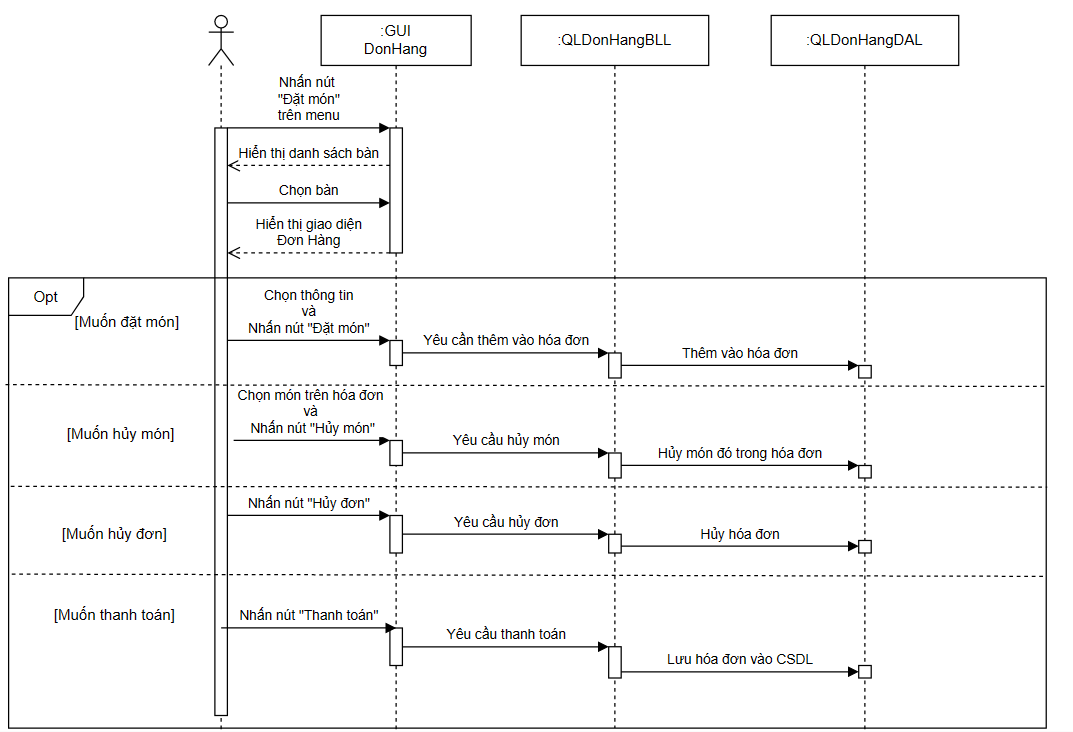 :GUI
DonHang
:QLDonHangBLL
:QLDonHangDAL
Nhấn nút
"Đặt món"
trên menu
Hiển thị danh sách bàn
Chọn bàn
Hiển thị giao diện
Đơn Hàng
Opt
[Muốn đặt món]
Chọn thông tin
và
Nhấn nút "Đặt món"
Yêu cần thêm vào hóa đơn
Thêm vào hóa đơn
[Muốn hủy món]
Chọn món trên hóa đơn
và
Nhấn nút "Hủy món"
Yêu cầu hủy món
Hủy món đó trong hóa đơn
[Muốn hủy đơn]
Nhấn nút "Hủy đơn"
Yêu cầu hủy đơn
Hủy hóa đơn
[Muốn thanh toán]
Nhấn nút "Thanh toán"
Yêu cầu thanh toán
Lưu hóa đơn vào CSDL